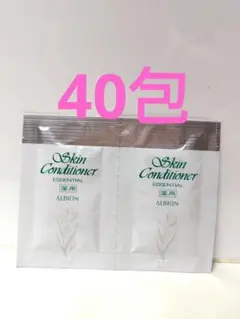 40包
Skin
Conditioner
ESSENTIAL
薬用
ALBION
Skin
Conditioner
ESSENTIAL
薬用
ALBION